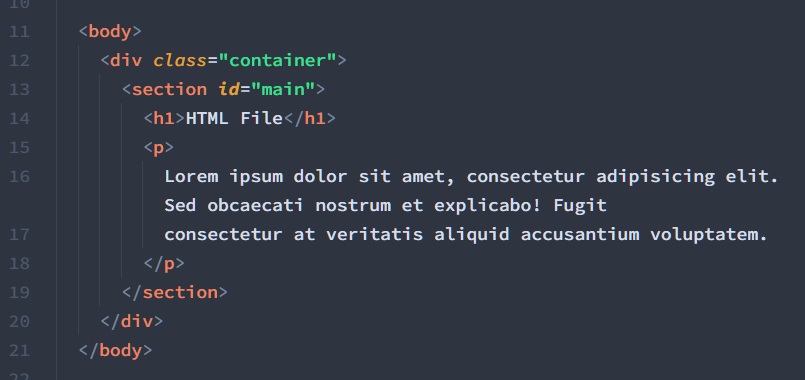 10
11 <body>
12 <div class="container">
13 <section id="main">
14 <h1>HTML File</h1>
15 <p>
16 Lorem ipsum dolor sit amet, consectetur adipisicing elit.
Sed obcaecati nostrum et explicabo! Fugit
17 consectetur at veritatis aliquid accusantium voluptatem.
18 </p>
19 </section>
20 </div>
21 </body>
22